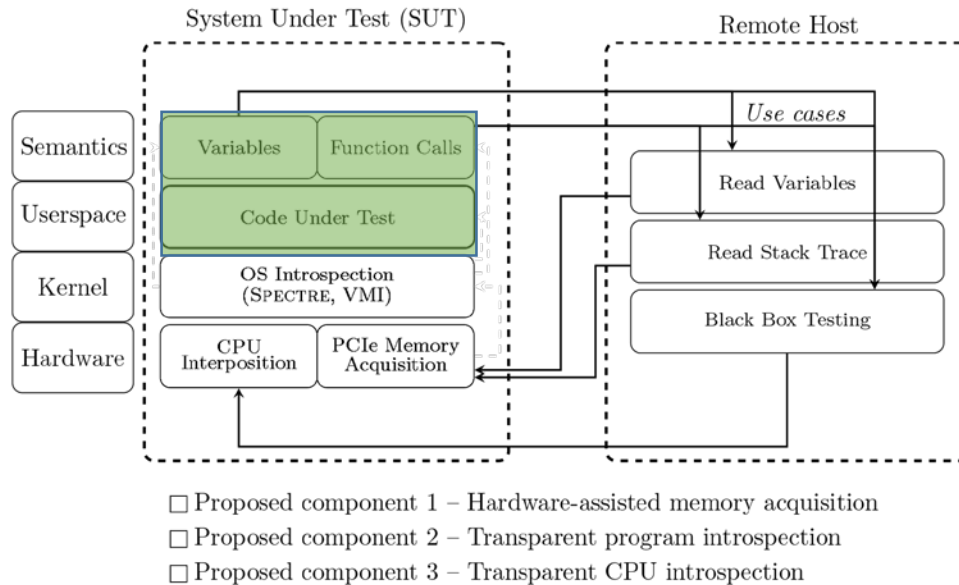 System Under Test (SUT)
Remote Host
Use cases
Semantics
Variables
Function Calls
Read Variables
Userspace
Code Under Test
Read Stack Trace
Kernel
OS Introspection
(SPECTRE, VMI)
Black Box Testing
Hardware
CPU
Interposition
PCIe Memory
Acquisition
□ Proposed component 1 – Hardware-assisted memory acquisition
□ Proposed component 2 – Transparent program introspection
□ Proposed component 3 – Transparent CPU introspection